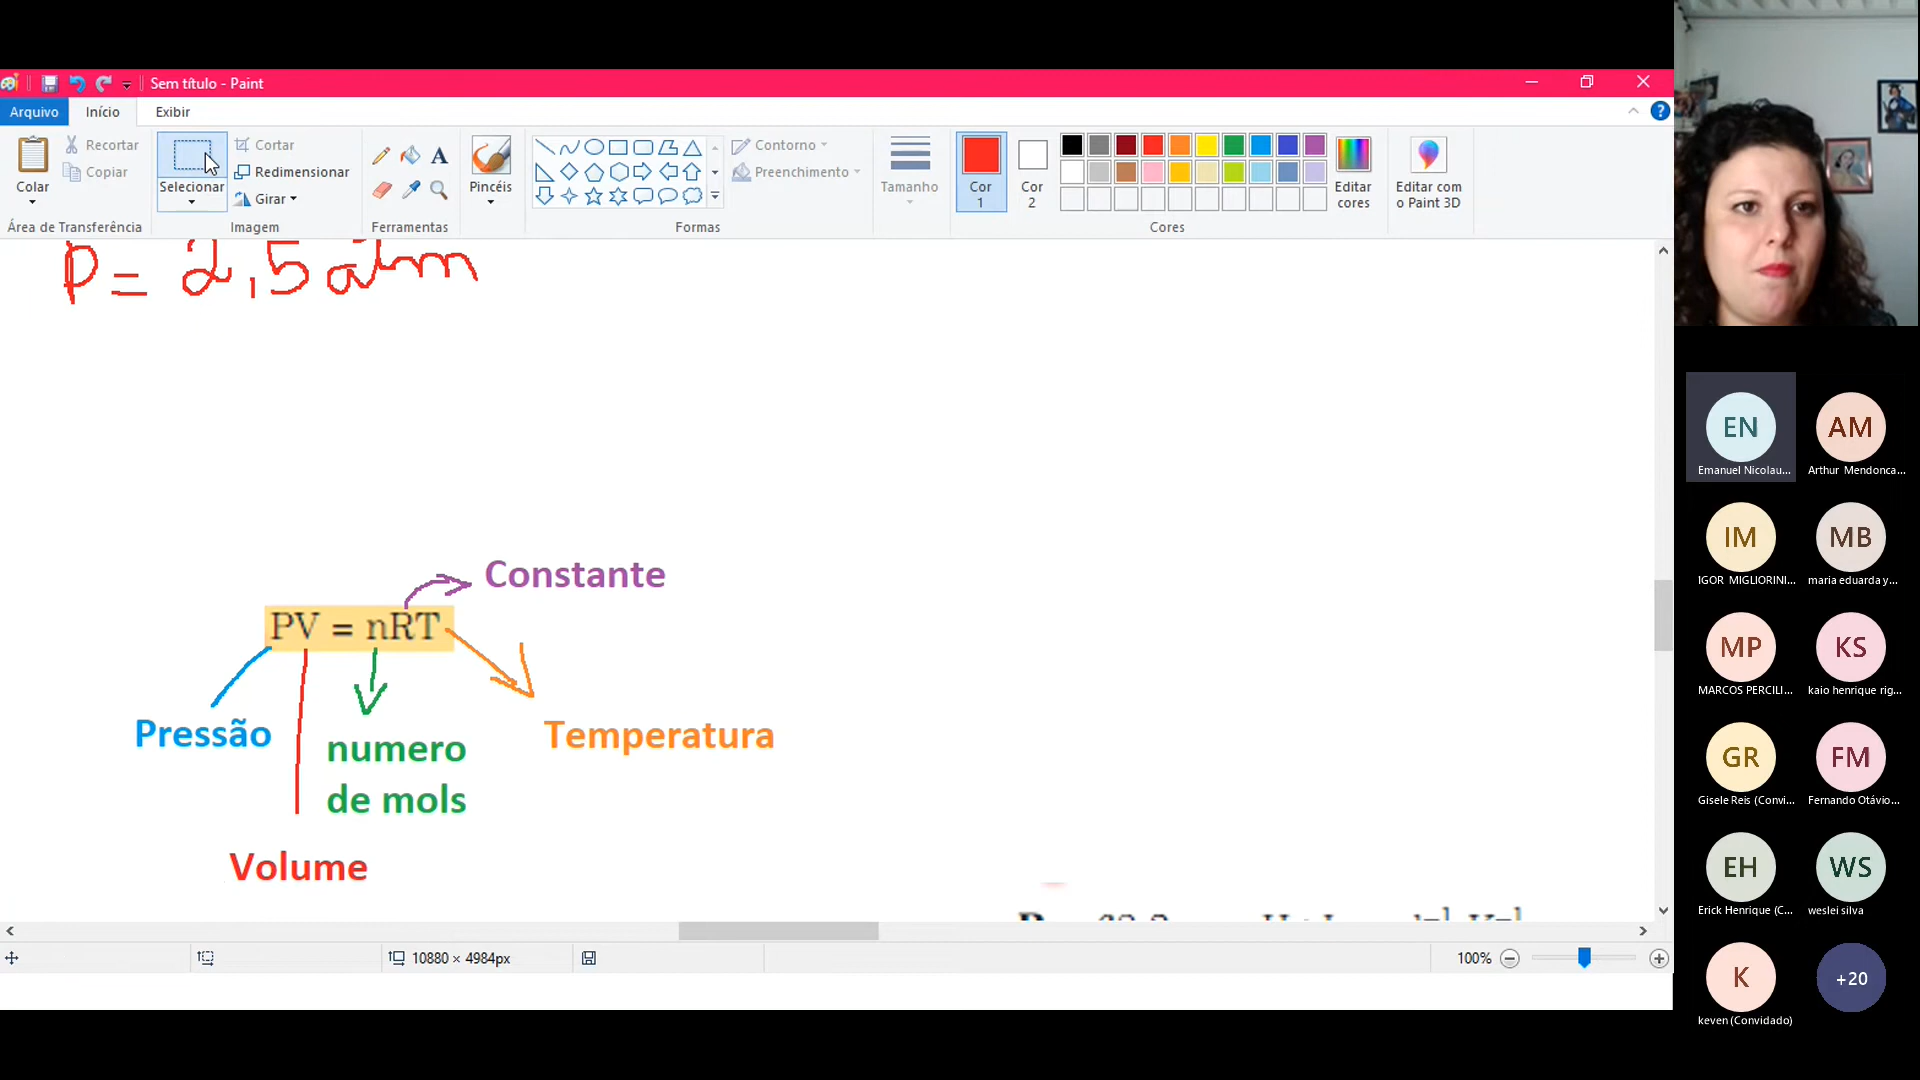 Sem título - Paint
Arquivo
Início
Exibir
Colar
Recortar
Copiar
Área de Transferência
Selecionar
Cortar
Redimensionar
Girar
Imagem
A
Ferramentas
Pincéis
Formas
Contorno
Preenchimento
Tamanho
Cor
1
Cor
2
Cores
Editar
cores
Editar com
o Paint 3D
?
P = 2,5 atm
Constante
PV = nRT
Pressão
numero
de mols
Temperatura
Volume
10880 × 4984px
100%
EN
Emanuel Nicolau...
AM
Arthur Mendonca...
IM
IGOR MIGLIORINI...
MB
maria eduarda y...
MP
MARCOS PERCILI...
KS
kaio henrique rig...
GR
Gisele Reis (Convi...
FM
Fernando Otávio...
EH
Erick Henrique (C...
WS
weslei silva
K
keven (Convidado)
+20